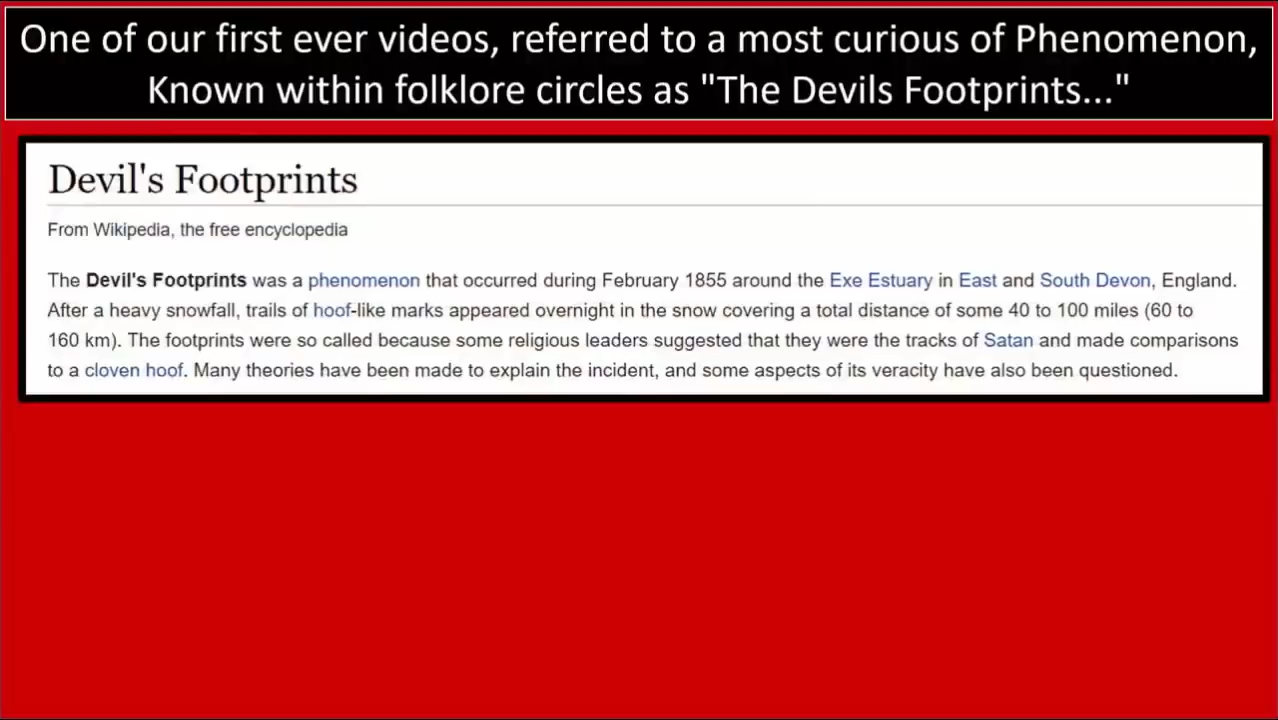 One of our first ever videos, referred to a most curious of Phenomenon,
Known within folklore circles as "The Devils Footprints..."
Devil's Footprints
From Wikipedia, the free encyclopedia
The Devil's Footprints was a phenomenon that occurred during February 1855 around the Exe Estuary in East and South Devon, England.
After a heavy snowfall, trails of hoof-like marks appeared overnight in the snow covering a total distance of some 40 to 100 miles (60 to
160 km). The footprints were so called because some religious leaders suggested that they were the tracks of Satan and made comparisons
to a cloven hoof. Many theories have been made to explain the incident, and some aspects of its veracity have also been questioned.